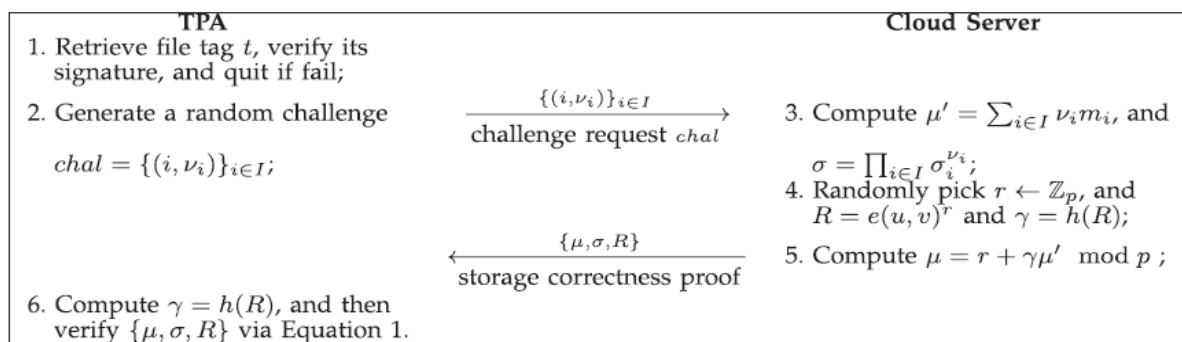 TPA
1. Retrieve file tag t, verify its
signature, and quit if fail;
2. Generate a random challenge
chal = {(i, ν_i)}_{i∈I};
{(i,ν_i)}_{i∈I}
challenge request chal
{μ,σ,R}
storage correctness proof
6. Compute γ = h(R), and then
verify {μ, σ, R} via Equation 1.
Cloud Server
3. Compute μ′ = ∑_{i∈I} ν_i m_i, and
σ = ∏_{i∈I} σ_i^{ν_i};
4. Randomly pick r ← ℤ_p, and
R = e(u, v)^r and γ = h(R);
5. Compute μ = r + γμ′ mod p ;